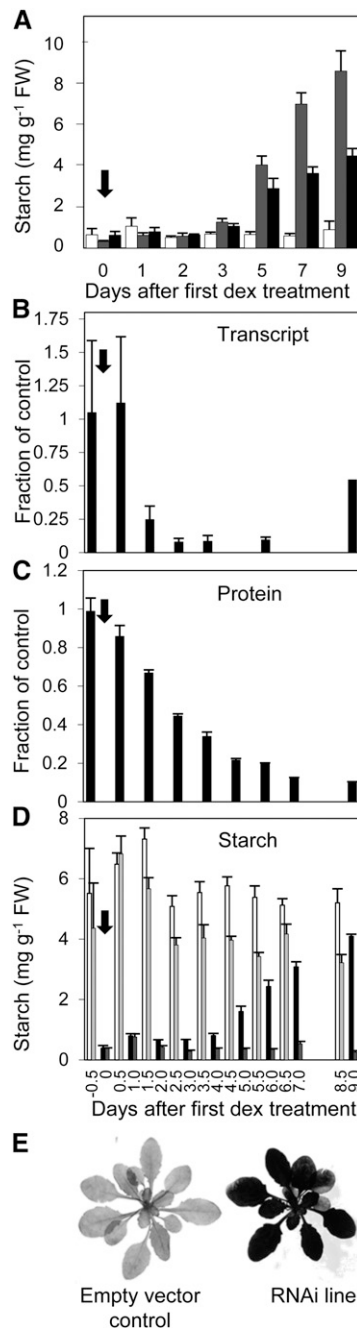 A
Starch (mg g⁻¹ FW)
10
8
6
4
2
0
0 1 2 3 5 7 9
Days after first dex treatment
B
Transcript
Fraction of control
1.75
1.5
1.25
1
0.75
0.5
0.25
0
C
Protein
Fraction of control
1.2
1
0.8
0.6
0.4
0.2
0
D
Starch
Starch (mg g⁻¹ FW)
8
6
4
2
0
-0.5 0 0.5 1.0 1.5 2.0 2.5 3.0 3.5 4.0 4.5 5.0 5.5 6.0 6.5 7.0 8.5 9.0
Days after first dex treatment
E
Empty vector
control
RNAi line